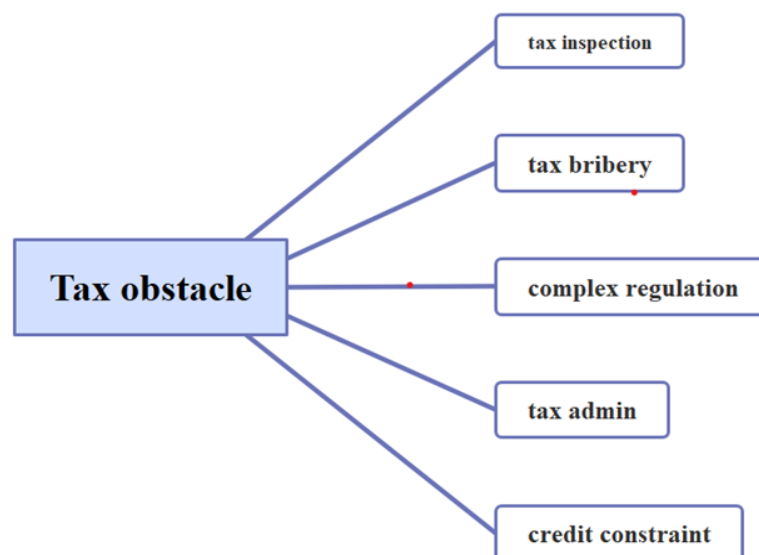 tax inspection
tax bribery
Tax obstacle
complex regulation
tax admin
credit constraint